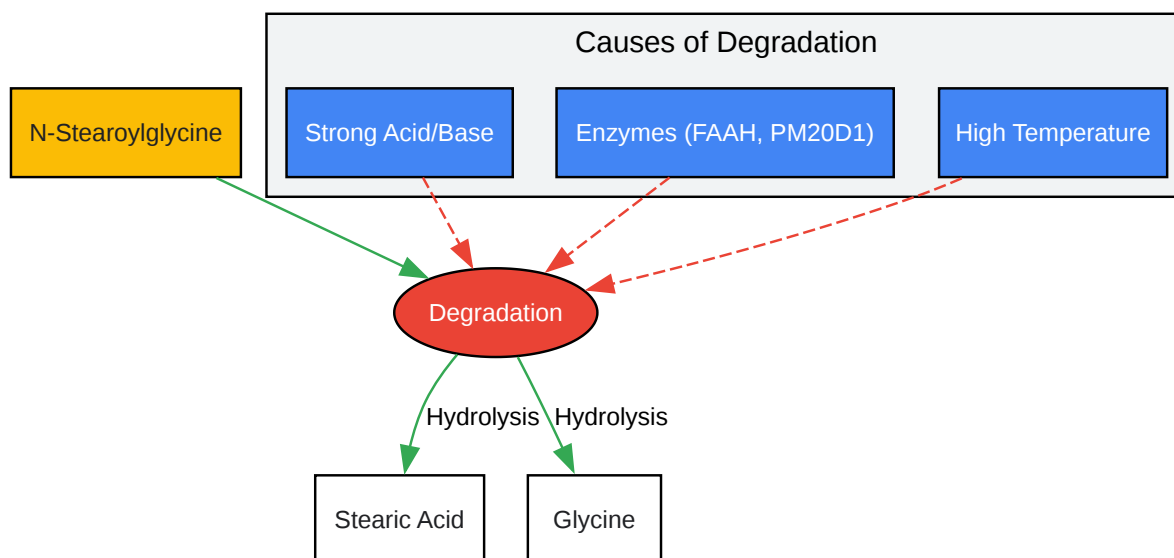 Causes of Degradation
N-Stearoylglycine
Strong Acid/Base
Enzymes (FAAH, PM20D1)
High Temperature
Degradation
Hydrolysis
Hydrolysis
Stearic Acid
Glycine